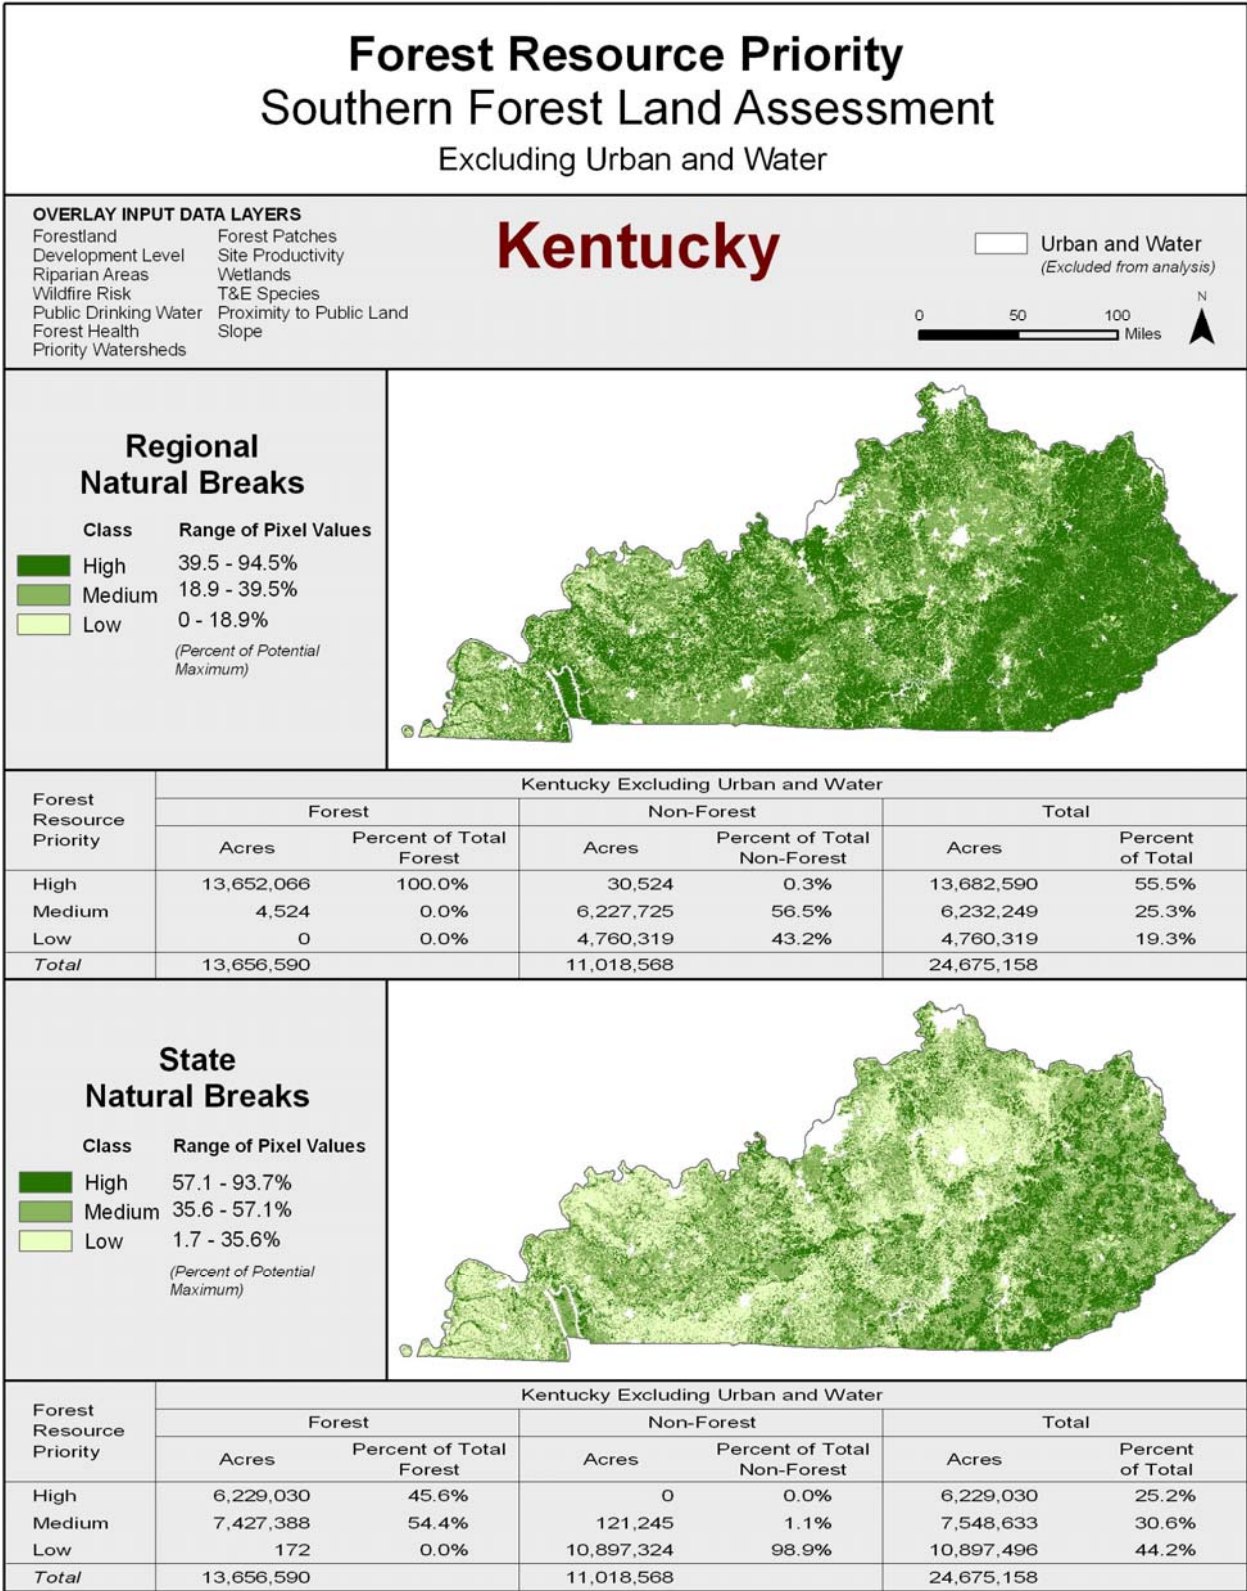 Forest Resource Priority
Southern Forest Land Assessment
Excluding Urban and Water
OVERLAY INPUT DATA LAYERS
Forestland Forest Patches
Development Level Site Productivity
Riparian Areas Wetlands
Wildfire Risk T&E Species
Public Drinking Water Proximity to Public Land
Forest Health Slope
Priority Watersheds
Kentucky
Urban and Water
(Excluded from analysis)
N
0 50 100
Miles
Regional
Natural Breaks
Class Range of Pixel Values
High 39.5 - 94.5%
Medium 18.9 - 39.5%
Low 0 - 18.9%
(Percent of Potential
Maximum)
Forest
Resource
Priority
Kentucky Excluding Urban and Water
Forest Non-Forest Total
Acres Percent of Total
Forest Acres Percent of Total
Non-Forest Acres Percent
of Total
High 13,652,066 100.0% 30,524 0.3% 13,682,590 55.5%
Medium 4,524 0.0% 6,227,725 56.5% 6,232,249 25.3%
Low 0 0.0% 4,760,319 43.2% 4,760,319 19.3%
Total 13,656,590 11,018,568 24,675,158
State
Natural Breaks
Class Range of Pixel Values
High 57.1 - 93.7%
Medium 35.6 - 57.1%
Low 1.7 - 35.6%
(Percent of Potential
Maximum)
Forest
Resource
Priority
Kentucky Excluding Urban and Water
Forest Non-Forest Total
Acres Percent of Total
Forest Acres Percent of Total
Non-Forest Acres Percent
of Total
High 6,229,030 45.6% 0 0.0% 6,229,030 25.2%
Medium 7,427,388 54.4% 121,245 1.1% 7,548,633 30.6%
Low 172 0.0% 10,897,324 98.9% 10,897,496 44.2%
Total 13,656,590 11,018,568 24,675,158